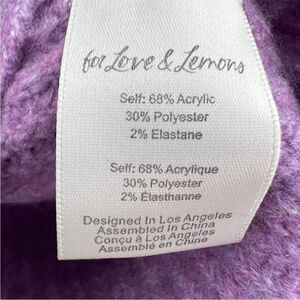 for Love & Lemons
Self: 68% Acrylic
30% Polyester
2% Elastane
Self: 68% Acrylique
30% Polyester
2% Élasthanne
Designed In Los Angeles
Assembled In China
Conçu à Los Angeles
Assemblé en Chine